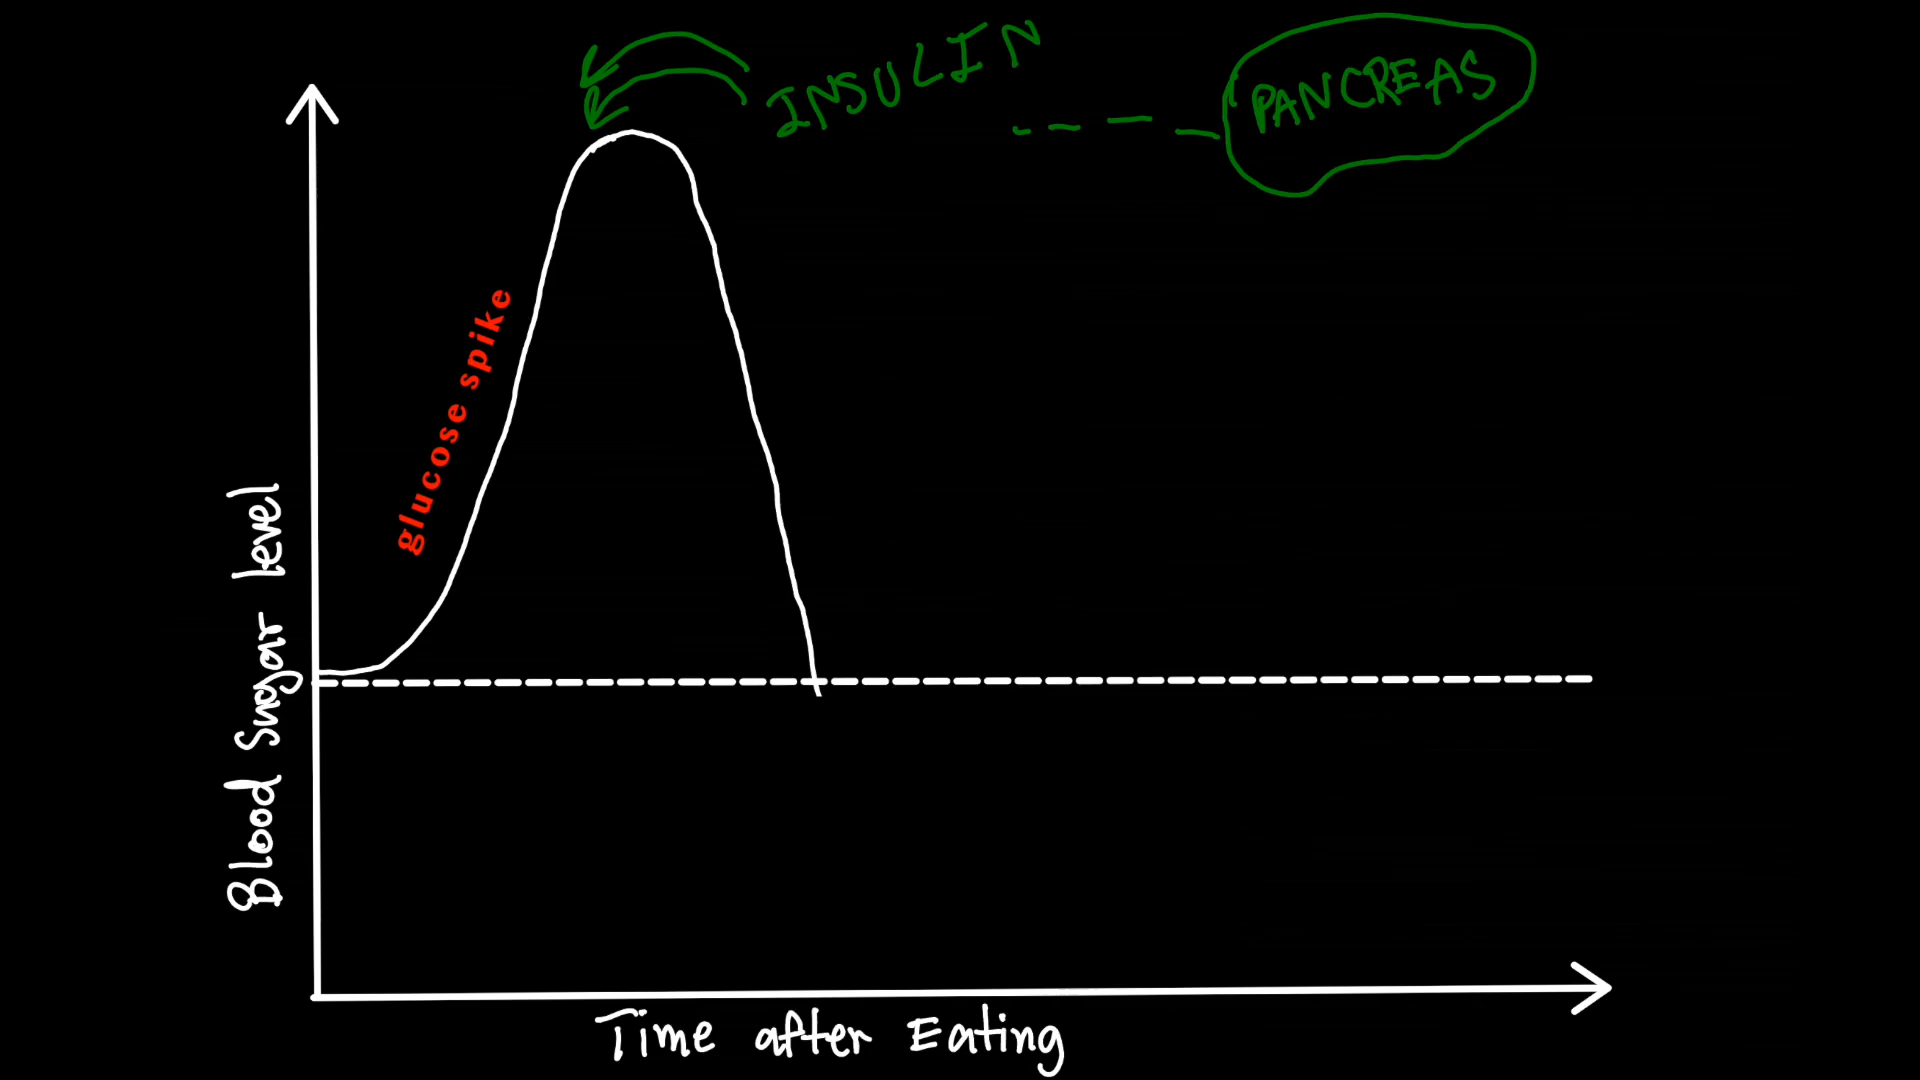 INSULIN
PANCREAS
glucose spike
Blood Sugar level
Time after Eating